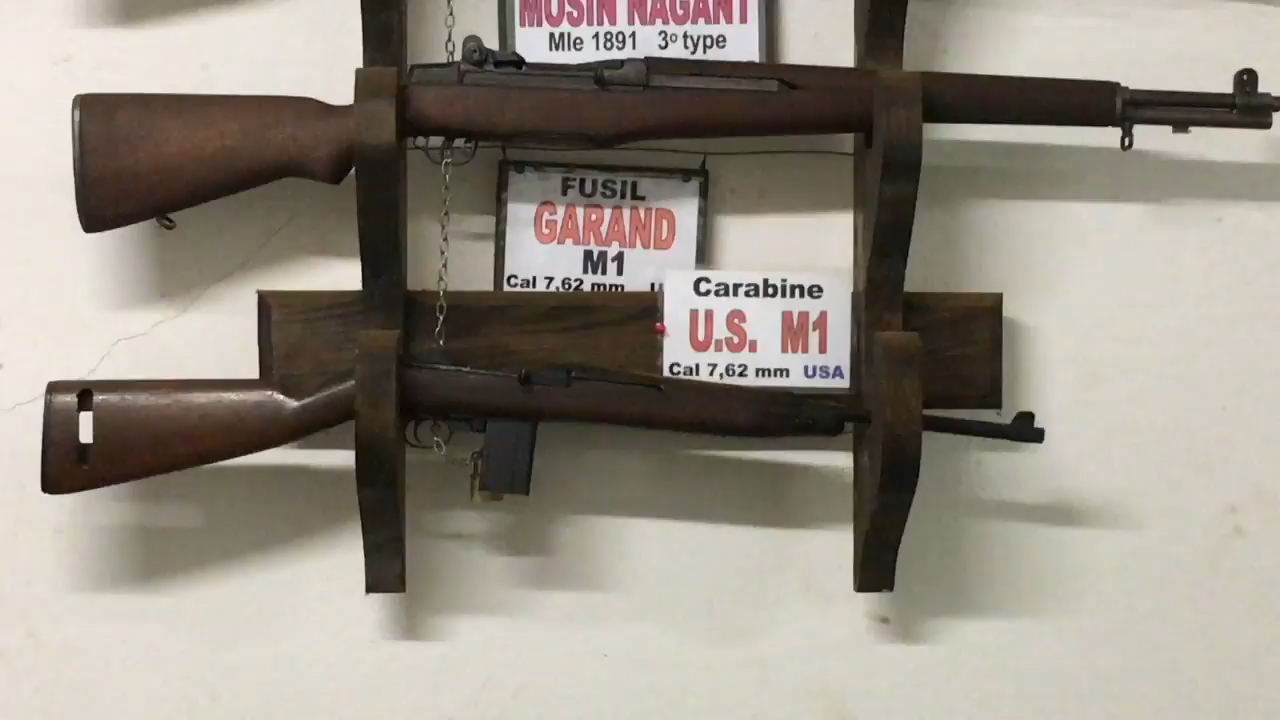 MOSIN NAGANT
Mle 1891 3º type
FUSIL
GARAND
M1
Cal 7,62 mm
Carabine
U.S. M1
Cal 7,62 mm USA